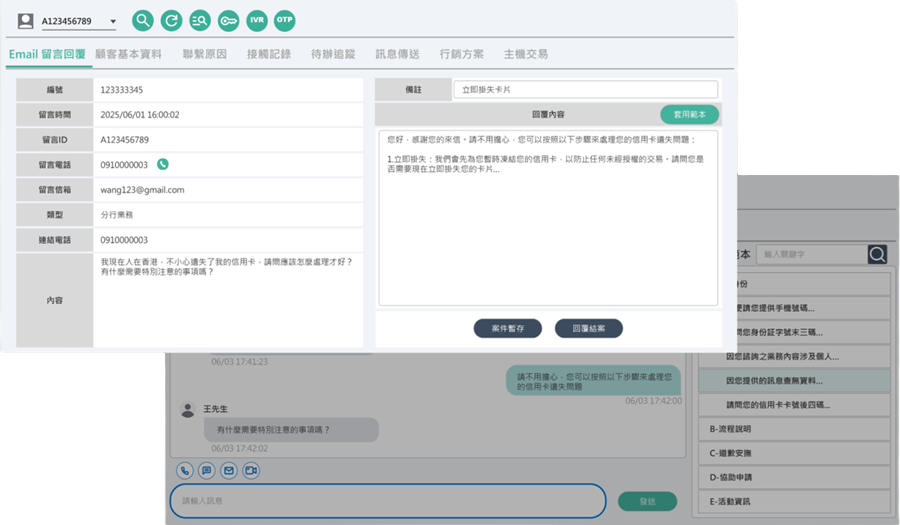 A123456789
IVR
OTP
Email 留言回覆
顧客基本資料
聯繫原因
接觸記錄
待辦追蹤
訊息傳送
行銷方案
主機交易
編號
123333345
留言時間
2025/06/01 16:00:02
留言ID
A123456789
留言電話
0910000003
留言信箱
wang123@gmail.com
類型
分行業務
連絡電話
0910000003
內容
我現在人在香港，不小心遺失了我的信用卡，請問應該怎麼處理才好？
有什麼需要特別注意的事項嗎？
備註
立即掛失卡片
回覆內容
套用範本
您好，感謝您的來信。請不用擔心，您可以按照以下步驟來處理您的信用卡遺失問題：
1.立即掛失：我們會先為您暫時凍結您的信用卡，以防止任何未經授權的交易。請問您是
否需要現在立即掛失您的卡片...
案件暫存
回覆結案
06/03 17:41:23
請不用擔心，您可以按照以下步驟來處理您
的信用卡遺失問題
06/03 17:42:00
王先生
有什麼需要特別注意的事項嗎？
06/03 17:42:02
請輸入訊息
發送
本
輸入關鍵字
份
便請您提供手機號碼...
問您身份証字號末三碼...
因您諮詢之業務內容涉及個人...
因您提供的訊息查無資料...
請問您的信用卡卡號後四碼...
B-流程說明
C-道歉安撫
D-協助申請
E-活動資訊